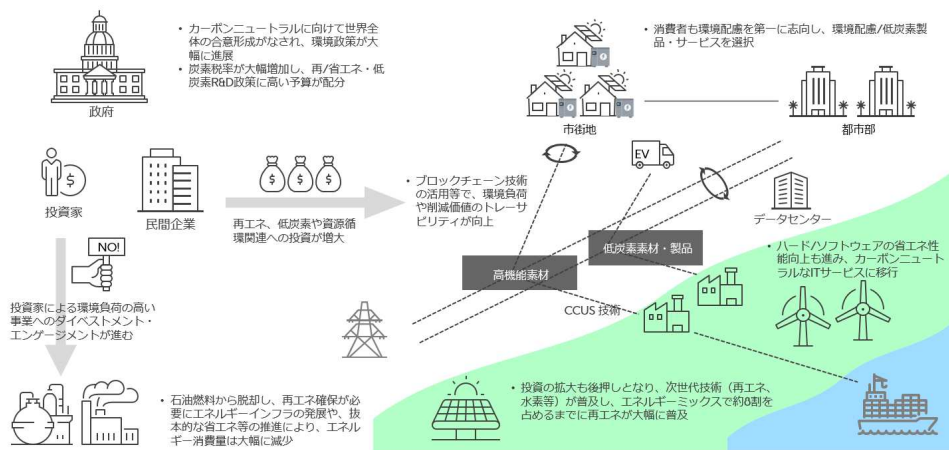 • カーボンニュートラルに向けて世界全
体の合意形成がなされ、環境政策が大
幅に進展
• 炭素税率が大幅増加し、再/省エネ・低
炭素R&D政策に高い予算が配分
政府
• 消費者も環境配慮を第一に志向し、環境配慮/低炭素製
品・サービスを選択
市街地
都市部
投資家
民間企業
再エネ、低炭素や資源循
環関連への投資が増大
• ブロックチェーン技術
の活用等で、環境負荷
や削減価値のトレーサ
ビリティが向上
EV
データセンター
NO!
低炭素素材・製品
高機能素材
• ハード/ソフトウェアの省エネ性
能向上も進み、カーボンニュート
ラルなITサービスに移行
CCUS 技術
投資家による環境負荷の高い
事業へのダイベストメント・
エンゲージメントが進む
• 石油燃料から脱却し、再エネ確保が必
要にエネルギーインフラの発展や、抜
本的な省エネ等の推進により、エネル
ギー消費量は大幅に減少
• 投資の拡大も後押しとなり、次世代技術（再エネ、
水素等）が普及し、エネルギーミックスで約8割を
占めるまでに再エネが大幅に普及